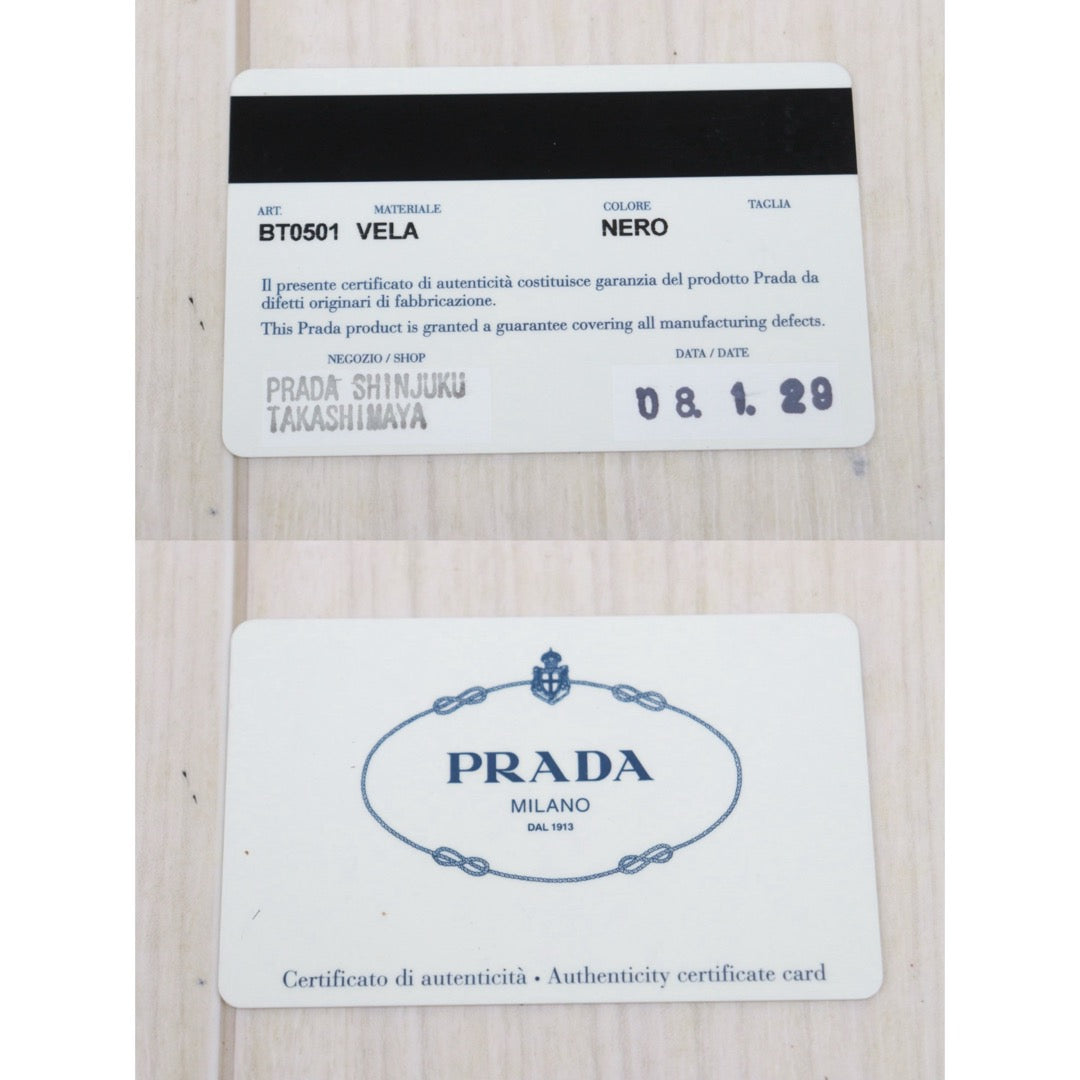 ART. MATERIALE COLORE TAGLIA
BT0501 VELA NERO
Il presente certificato di autenticità costituisce garanzia del prodotto Prada da
difetti originari di fabbricazione.
This Prada product is granted a guarantee covering all manufacturing defects.
NEGOZIO / SHOP DATA / DATE
PRADA SHINJUKU
TAKASHIMAYA
08. 1. 29
PRADA
MILANO
DAL 1913
Certificato di autenticità • Authenticity certificate card